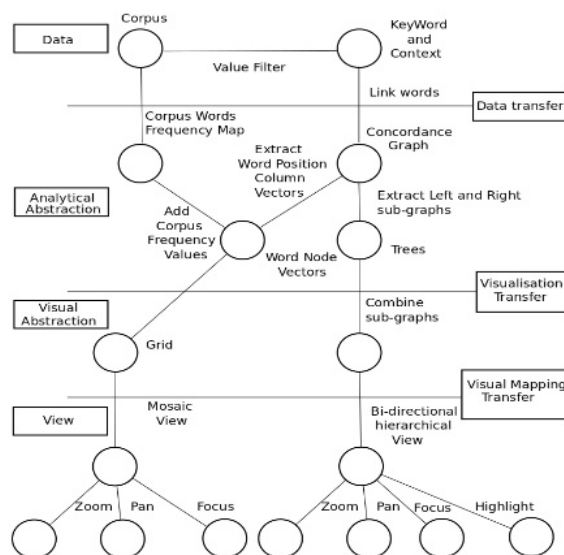 Corpus
Data
KeyWord
and
Context
Value Filter
Link words
Data transfer
Corpus Words
Frequency Map
Concordance
Graph
Extract
Word Position
Column
Vectors
Analytical
Abstraction
Extract Left and Right
sub-graphs
Add
Corpus
Frequency
Values
Word Node
Vectors
Trees
Visualisation
Transfer
Visual
Abstraction
Combine
sub-graphs
Grid
Visual Mapping
Transfer
View
Mosaic
View
Bi-directional
hierarchical
View
Zoom
Pan
Focus
Zoom
Pan
Focus
Highlight